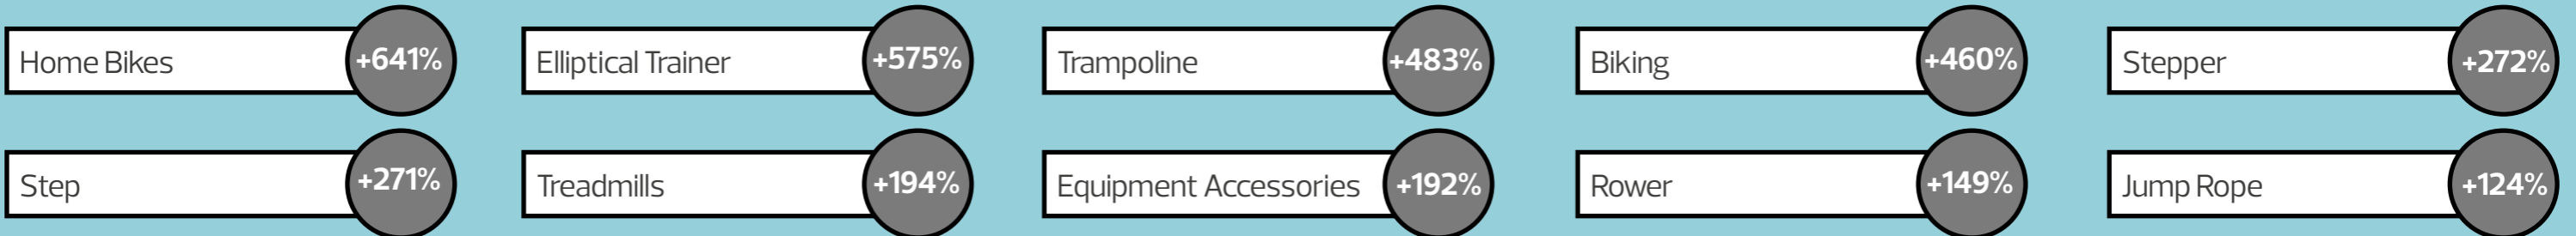 Home Bikes +641%
Elliptical Trainer +575%
Trampoline +483%
Biking +460%
Stepper +272%
Step +271%
Treadmills +194%
Equipment Accessories +192%
Rower +149%
Jump Rope +124%